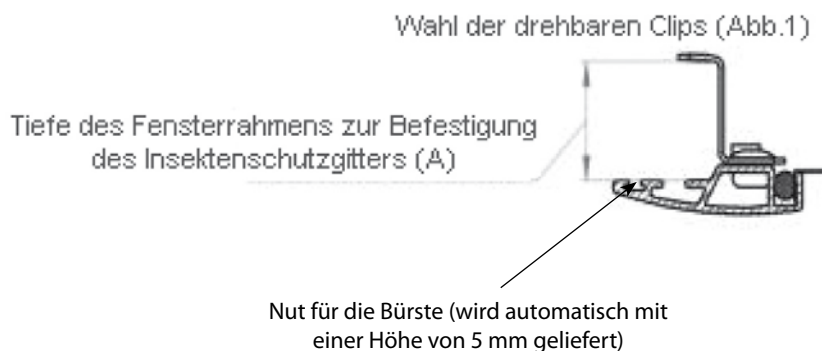 Wahl der drehbaren Clips (Abb.1)
Tiefe des Fensterrahmens zur Befestigung
des Insektenschutzgitters (A)
Nut für die Bürste (wird automatisch mit
einer Höhe von 5 mm geliefert)